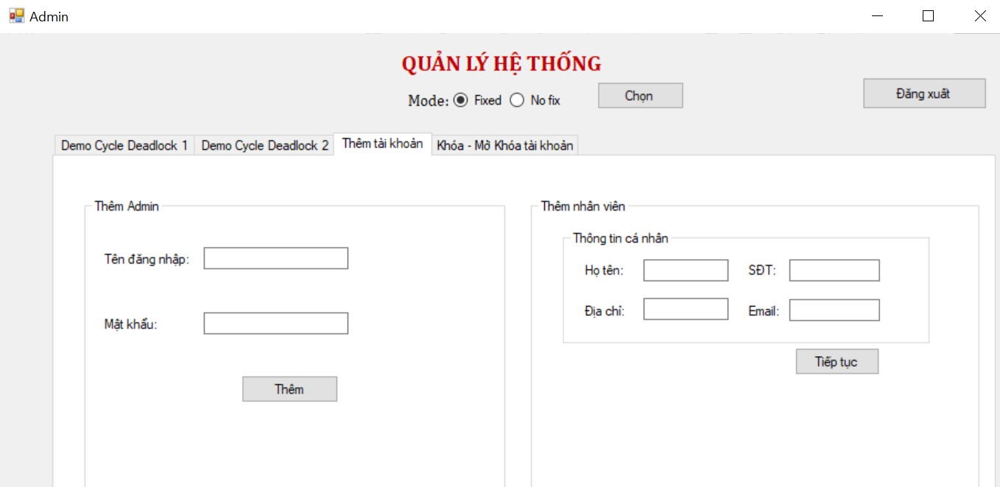 Admin
QUẢN LÝ HỆ THỐNG
Mode: Fixed No fix Chọn Đăng xuất
Demo Cycle Deadlock 1 Demo Cycle Deadlock 2 Thêm tài khoản Khóa - Mở Khóa tài khoản
Thêm Admin
Tên đăng nhập:
Mật khẩu:
Thêm
Thêm nhân viên
Thông tin cá nhân
Họ tên: SĐT:
Địa chỉ: Email:
Tiếp tục